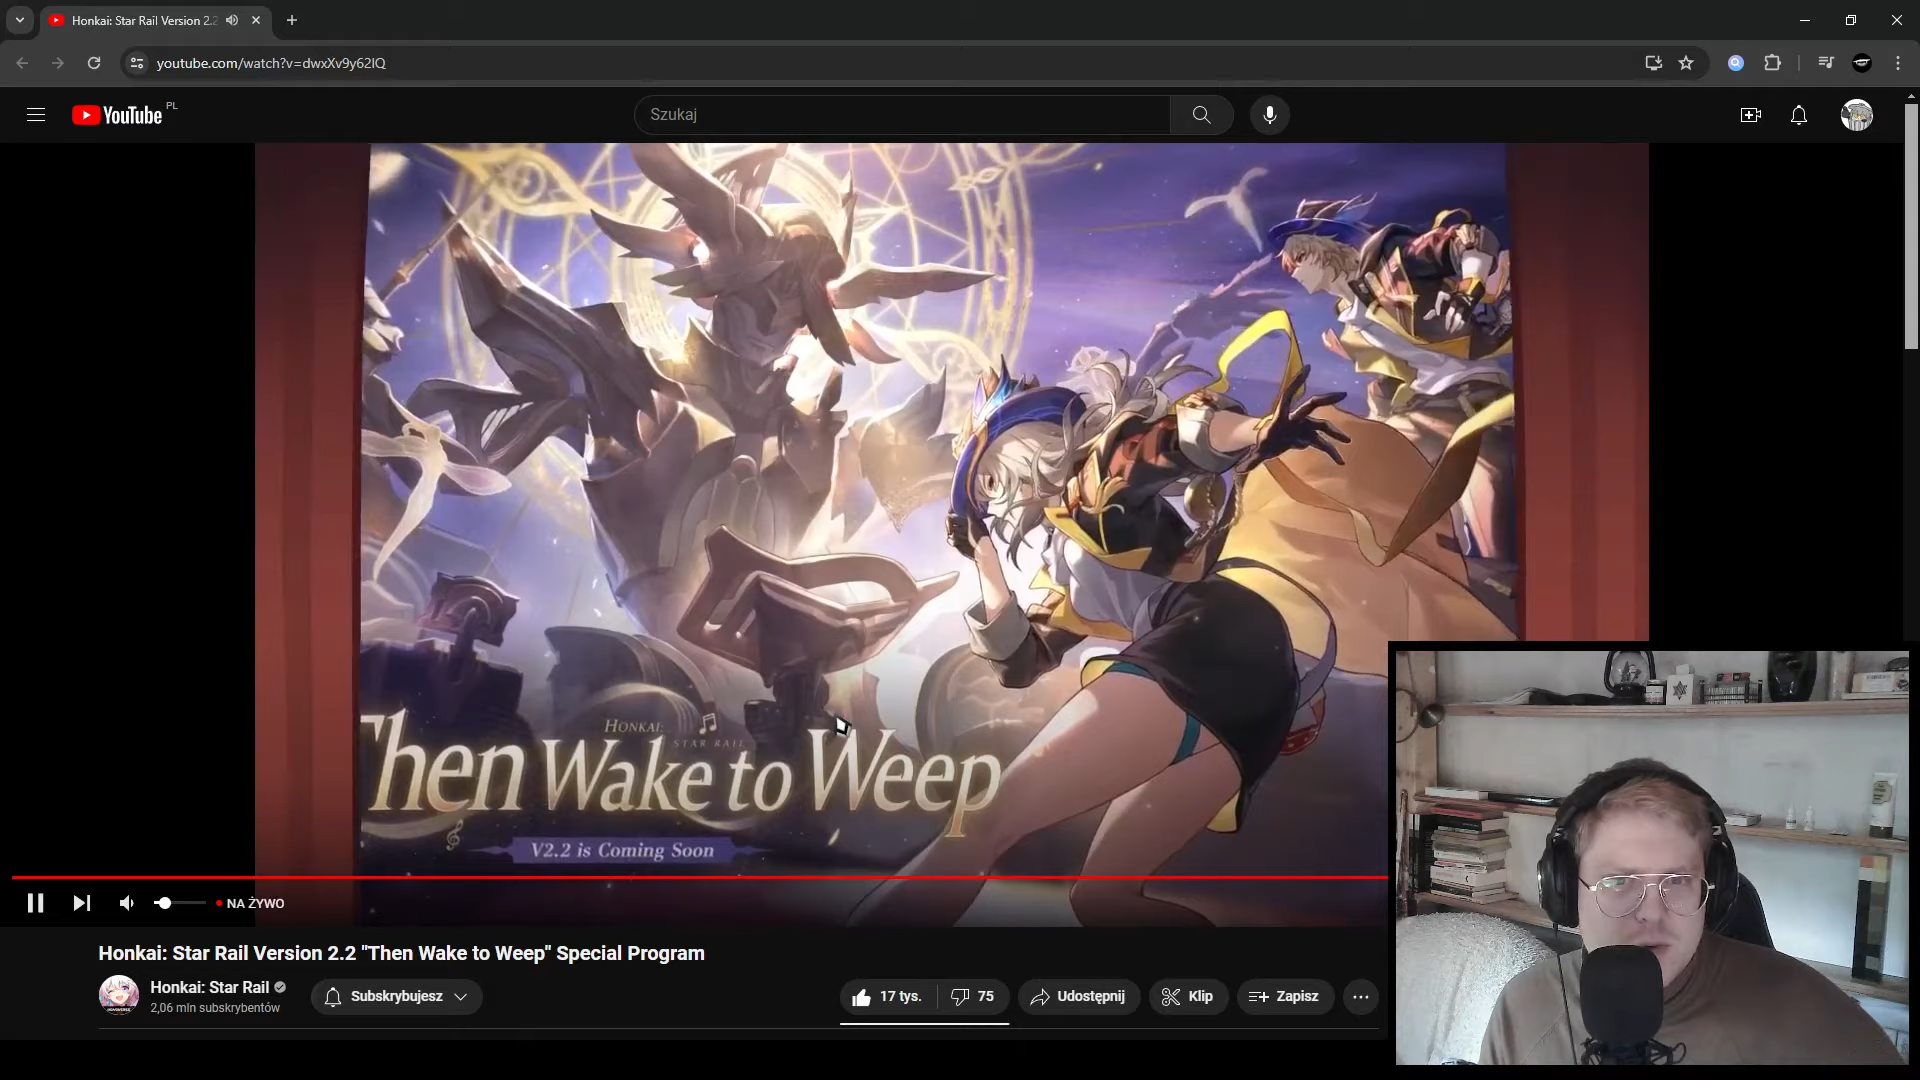 Honkai: Star Rail Version 2.2
youtube.com/watch?v=dwxXv9y62IQ
YouTube PL
Szukaj
HONKAI:
STAR RAIL
Then Wake to Weep
V2.2 is Coming Soon
NA ŻYWO
Honkai: Star Rail Version 2.2 "Then Wake to Weep" Special Program
Honkai: Star Rail
2,06 mln subskrybentów
Subskrybujesz
17 tys.
75
Udostępnij
Klip
Zapisz